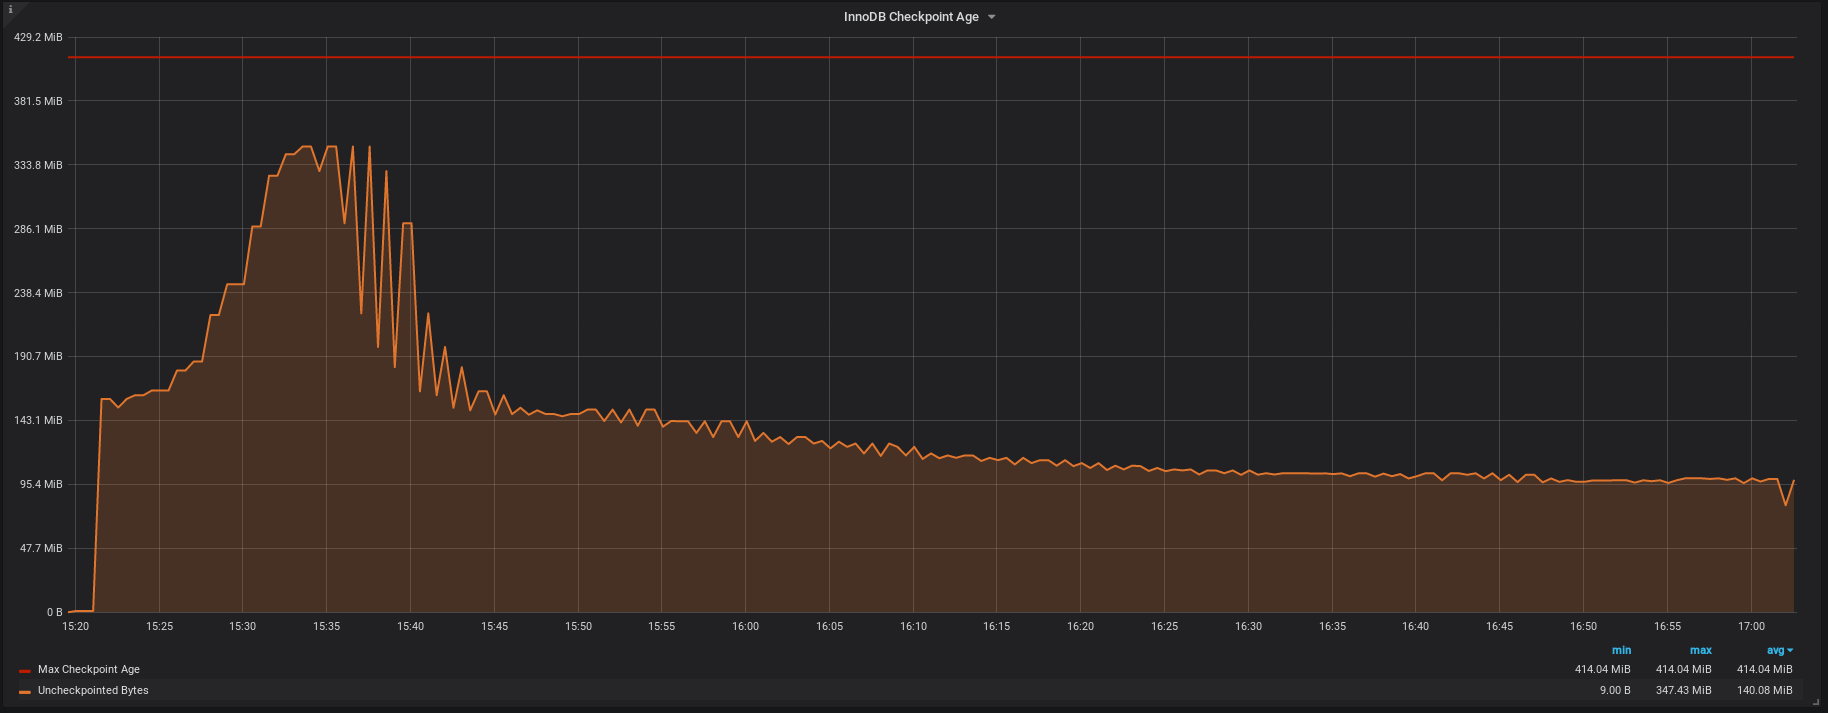 i
InnoDB Checkpoint Age
429.2 MiB
381.5 MiB
333.8 MiB
286.1 MiB
238.4 MiB
190.7 MiB
143.1 MiB
95.4 MiB
47.7 MiB
0 B
15:20 15:25 15:30 15:35 15:40 15:45 15:50 15:55 16:00 16:05 16:10 16:15 16:20 16:25 16:30 16:35 16:40 16:45 16:50 16:55 17:00
min max avg
Max Checkpoint Age 414.04 MiB 414.04 MiB 414.04 MiB
Uncheckpointed Bytes 9.00 B 347.43 MiB 140.08 MiB